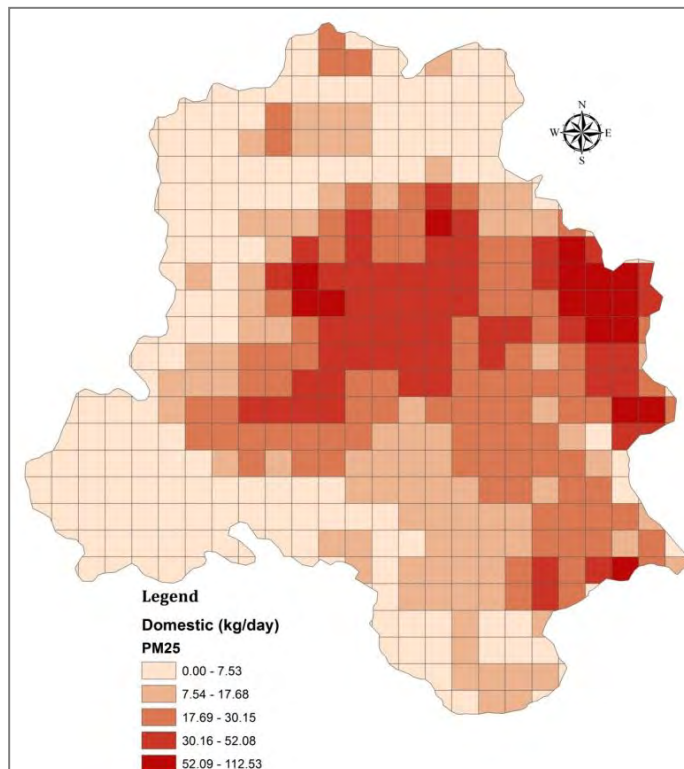 N
W E
S
Legend
Domestic (kg/day)
PM25
0.00 - 7.53
7.54 - 17.68
17.69 - 30.15
30.16 - 52.08
52.09 - 112.53